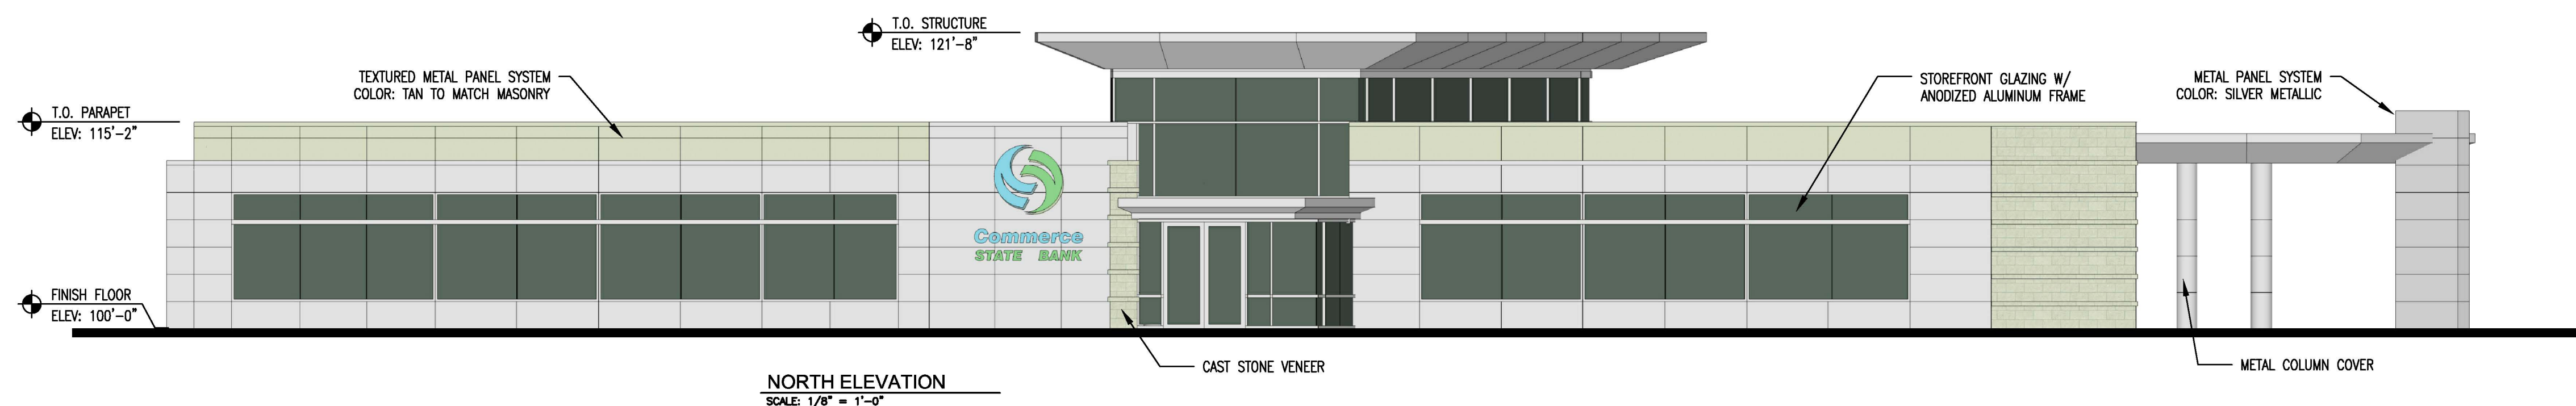 T.O. STRUCTURE
ELEV: 121'-8"
TEXTURED METAL PANEL SYSTEM
COLOR: TAN TO MATCH MASONRY
STOREFRONT GLAZING W/
ANODIZED ALUMINUM FRAME
METAL PANEL SYSTEM
COLOR: SILVER METALLIC
T.O. PARAPET
ELEV: 115'-2"
Commerce
STATE BANK
FINISH FLOOR
ELEV: 100'-0"
CAST STONE VENEER
METAL COLUMN COVER
NORTH ELEVATION
SCALE: 1/8" = 1'-0"